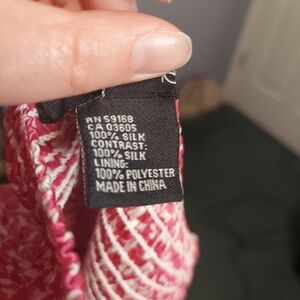 RN 59168
CA 03605
100% SILK
CONTRAST:
100% SILK
LINING:
100% POLYESTER
MADE IN CHINA